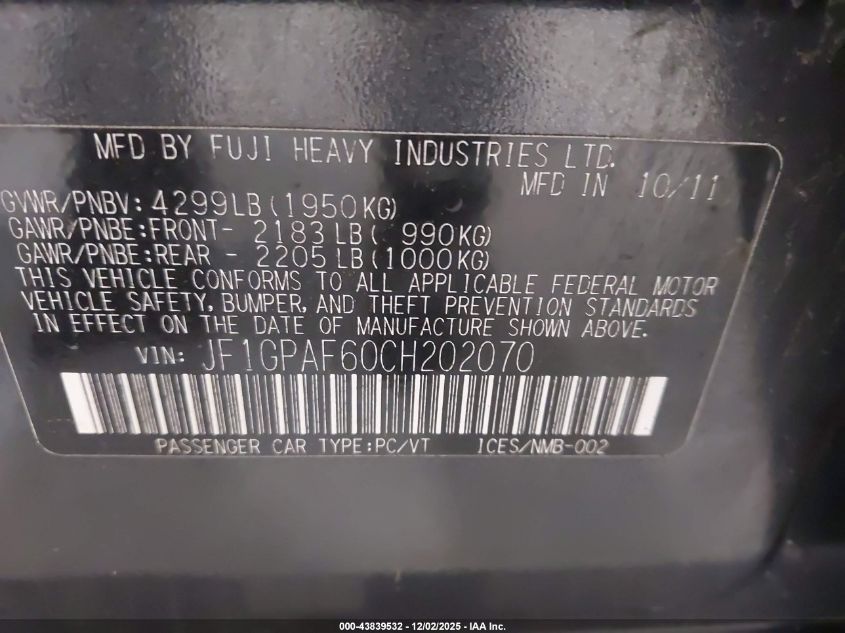 MFD BY FUJI HEAVY INDUSTRIES LTD.
MFD IN 10/11
GVWR/PNBV: 4299LB(1950KG)
GAWR/PNBE:FRONT- 2183LB( 990KG)
GAWR/PNBE:REAR - 2205LB(1000KG)
THIS VEHICLE CONFORMS TO ALL APPLICABLE FEDERAL MOTOR
VEHICLE SAFETY, BUMPER, AND THEFT PREVENTION STANDARDS
IN EFFECT ON THE DATE OF MANUFACTURE SHOWN ABOVE.
VIN: JF1GPAF60CH202070
PASSENGER CAR TYPE:PC/VT ICES/NMB-002
000-43839532 - 12/02/2025 - IAA Inc.